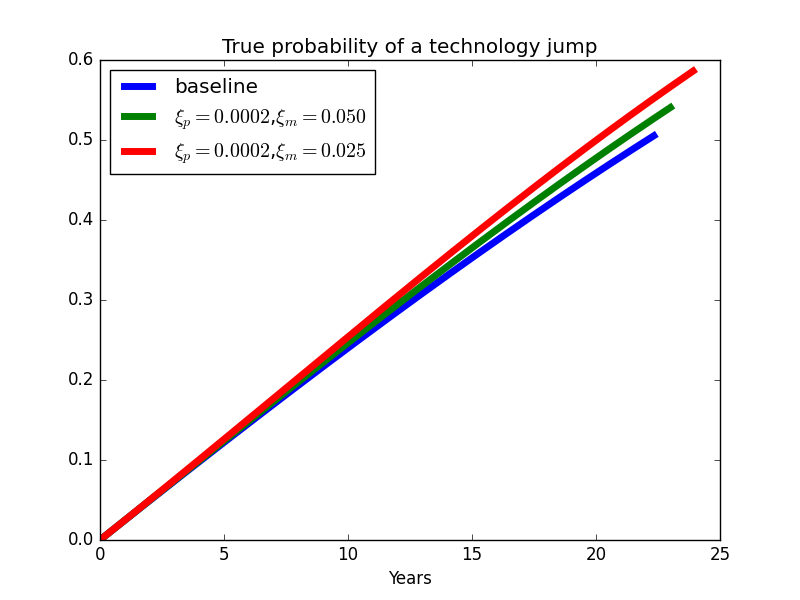 True probability of a technology jump
0.6
0.5
0.4
0.3
0.2
0.1
0.0
baseline
ξₚ = 0.0002,ξₘ = 0.050
ξₚ = 0.0002,ξₘ = 0.025
0 5 10 15 20 25
Years